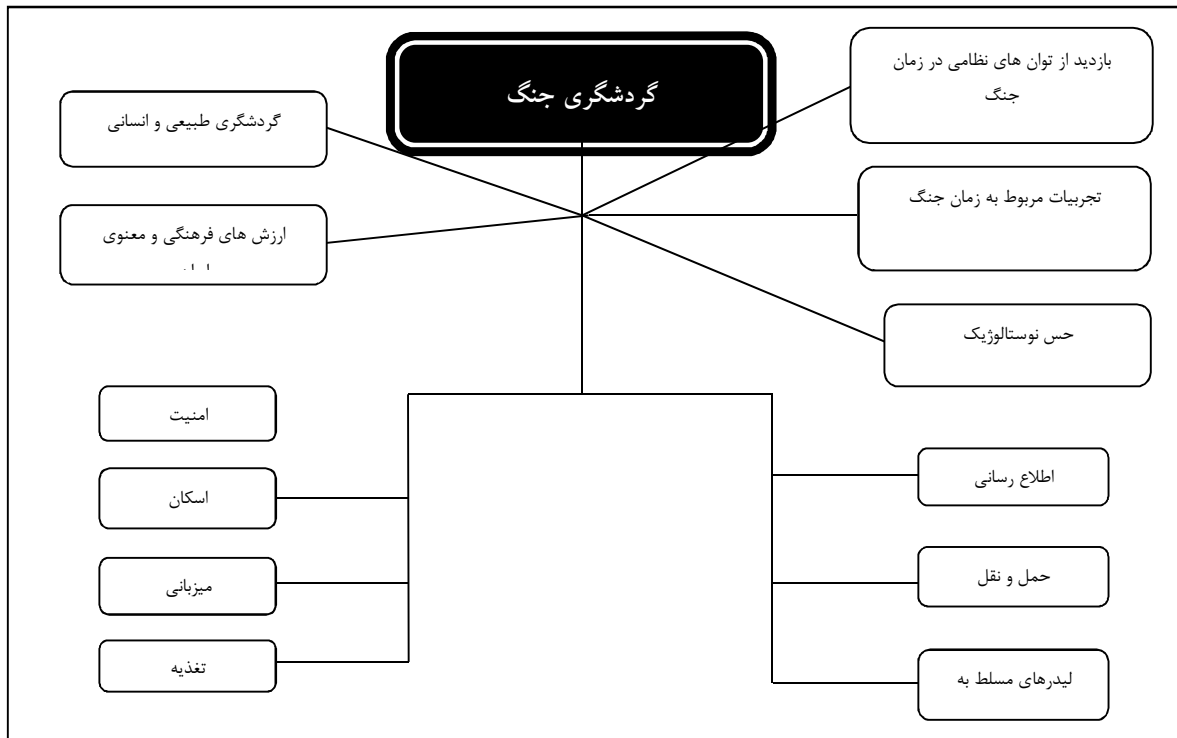 گردشگری جنگ
بازدید از توان های نظامی در زمان
جنگ
گردشگری طبیعی و انسانی
تجربیات مربوط به زمان جنگ
ارزش های فرهنگی و معنوی
حس نوستالوژیک
امنیت
اطلاع رسانی
اسکان
حمل و نقل
میزبانی
لیدرهای مسلط به
تغذیه